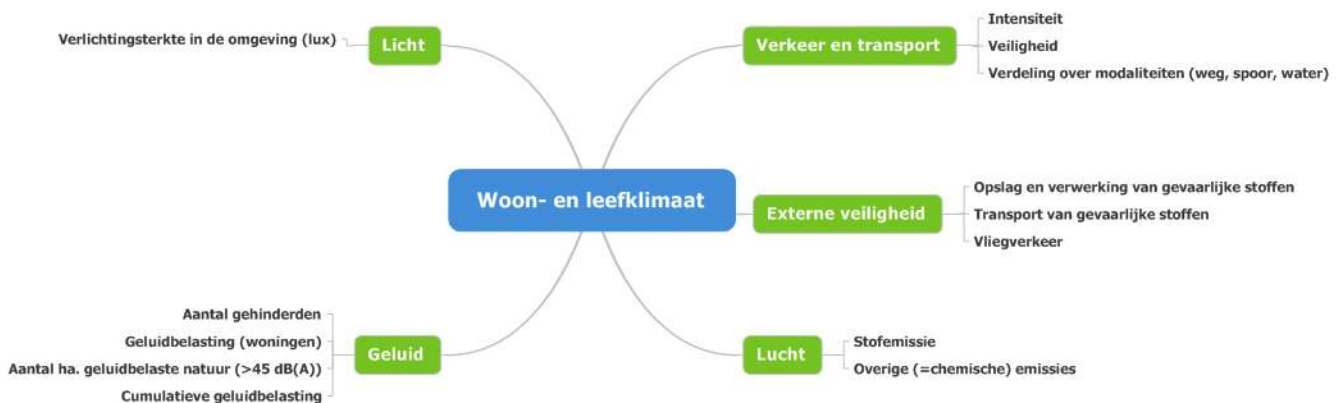 Woon- en leefklimaat
Licht
Verlichtingsterkte in de omgeving (lux)
Verkeer en transport
Intensiteit
Veiligheid
Verdeling over modaliteiten (weg, spoor, water)
Externe veiligheid
Opslag en verwerking van gevaarlijke stoffen
Transport van gevaarlijke stoffen
Vliegverkeer
Geluid
Aantal gehinderden
Geluidbelasting (woningen)
Aantal ha. geluidbelaste natuur (>45 dB(A))
Cumulatieve geluidbelasting
Lucht
Stofemissie
Overige (=chemische) emissies